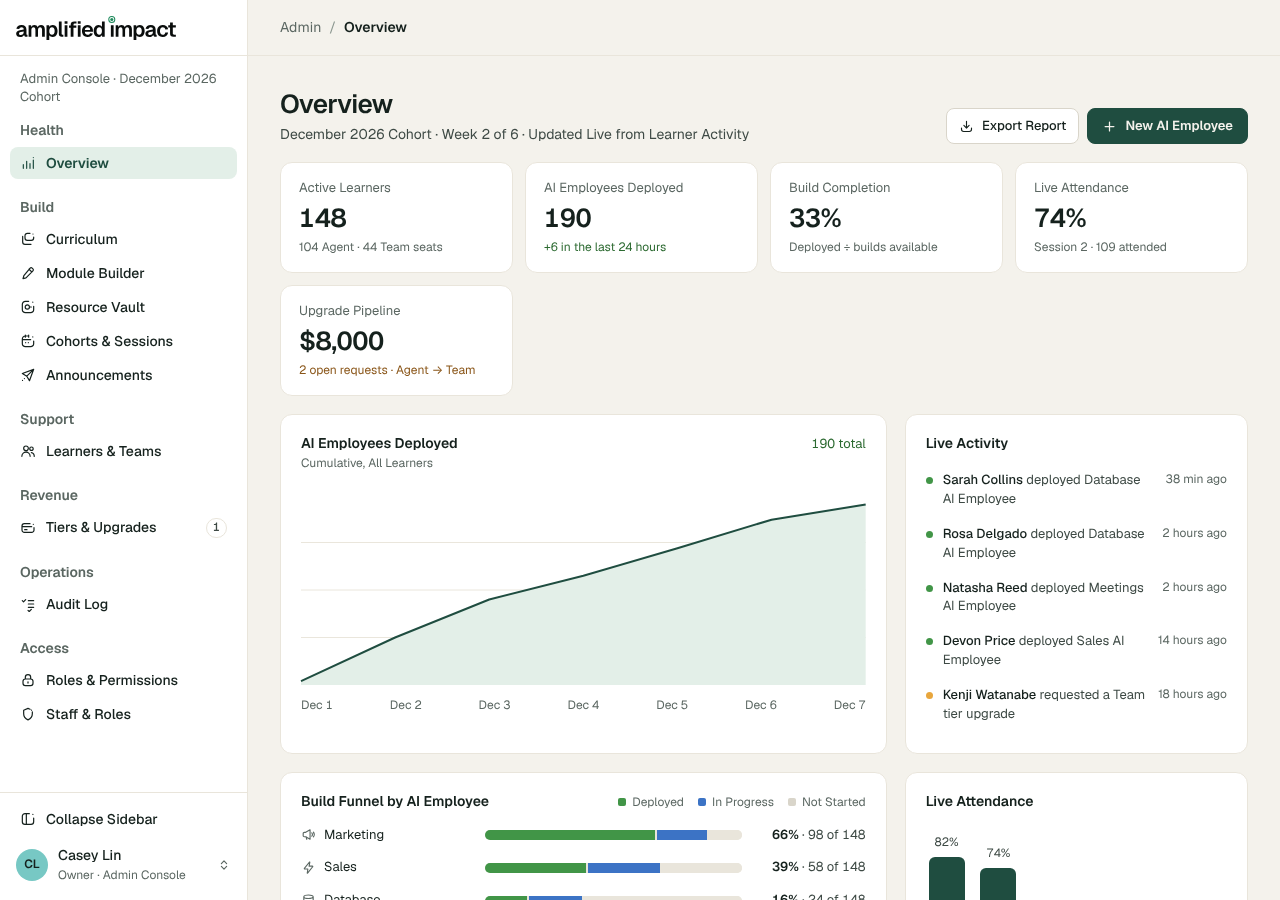 amplified impact
Admin Console · December 2026
Cohort
Health
Overview
Build
Curriculum
Module Builder
Resource Vault
Cohorts & Sessions
Announcements
Support
Learners & Teams
Revenue
Tiers & Upgrades 1
Operations
Audit Log
Access
Roles & Permissions
Staff & Roles
Collapse Sidebar
CL
Casey Lin
Owner · Admin Console
Admin / Overview
Overview
December 2026 Cohort · Week 2 of 6 · Updated Live from Learner Activity
Export Report
New AI Employee
Active Learners
148
104 Agent · 44 Team seats
AI Employees Deployed
190
+6 in the last 24 hours
Build Completion
33%
Deployed ÷ builds available
Live Attendance
74%
Session 2 · 109 attended
Upgrade Pipeline
$8,000
2 open requests · Agent → Team
AI Employees Deployed 190 total
Cumulative, All Learners
Dec 1 Dec 2 Dec 3 Dec 4 Dec 5 Dec 6 Dec 7
Live Activity
Sarah Collins deployed Database 38 min ago
AI Employee
Rosa Delgado deployed Database 2 hours ago
AI Employee
Natasha Reed deployed Meetings 2 hours ago
AI Employee
Devon Price deployed Sales AI 14 hours ago
Employee
Kenji Watanabe requested a Team 18 hours ago
tier upgrade
Build Funnel by AI Employee Deployed In Progress Not Started
Marketing 66% · 98 of 148
Sales 39% · 58 of 148
Database 16% · 24 of 148
Live Attendance
82%
74%